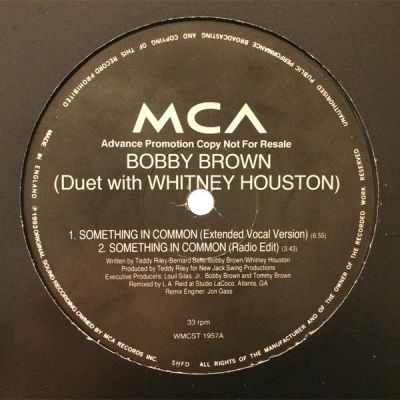 MCA
Advance Promotion Copy Not For Resale
BOBBY BROWN
(Duet with WHITNEY HOUSTON)
1. SOMETHING IN COMMON (Extended Vocal Version) (6.55)
2. SOMETHING IN COMMON (Radio Edit) (3.43)
Written by Teddy Riley/Bernard Belle/Bobby Brown/Whitney Houston
Produced by Teddy Riley for New Jack Swing Productions
Executive Producers: Louil Silas, Jr., Bobby Brown and Tommy Brown
Remixed by L.A. Reid at Studio LaCoco, Atlanta, GA
Remix Enginer: Jon Gass
33 rpm
WMCST 1957A
MADE IN ENGLAND ℗ 1993 ORIGINAL SOUND RECORDING OWNED BY MCA RECORDS INC.
SHFD ALL RIGHTS OF THE MANUFACTURER AND OF THE OWNER OF THE RECORDED WORK RESERVED
UNAUTHORISED PUBLIC PERFORMANCE BROADCASTING AND COPYING OF THIS RECORD PROHIBITED